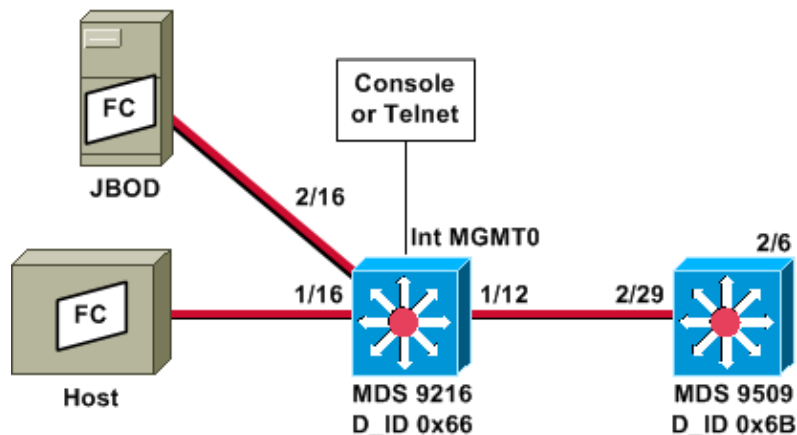 FC
JBOD
Console
or Telnet
2/16
Int MGMT0
2/6
FC
1/16
1/12
2/29
Host
MDS 9216
D_ID 0x66
MDS 9509
D_ID 0x6B